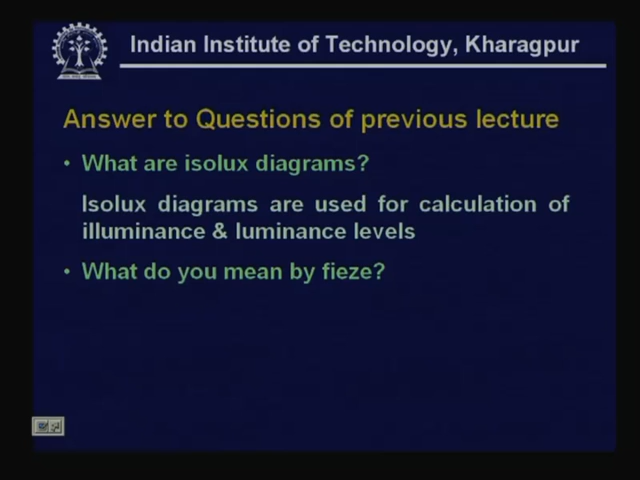 Indian Institute of Technology, Kharagpur
Answer to Questions of previous lecture
• What are isolux diagrams?
Isolux diagrams are used for calculation of
illuminance & luminance levels
• What do you mean by fieze?